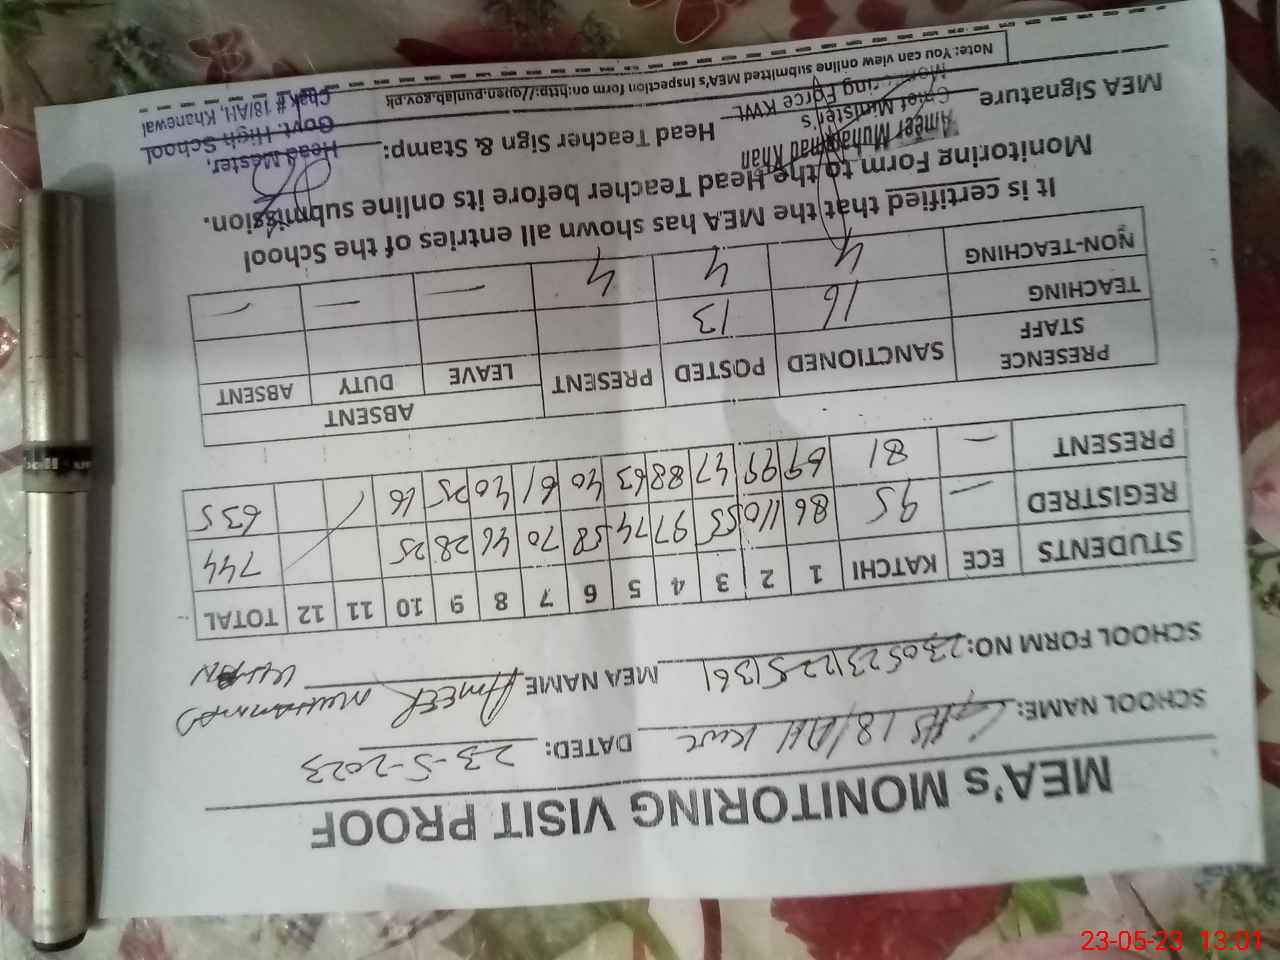 MEA's MONITORING VISIT PROOF
SCHOOL NAME: GHS 18/AH KWL DATED: 23-5-2023
SCHOOL FORM NO: 230523122S1361 MEA NAME AMEER MUHAMMAD KHAN
STUDENTS ECE KATCHI 1 2 3 4 5 6 7 8 9 10 11 12 TOTAL
REGISTRED — 95 86 110 55 97 74 58 70 46 28 25 744
PRESENT — 81 69 99 47 88 63 40 61 40 25 16 635
PRESENCE STAFF SANCTIONED POSTED PRESENT ABSENT
LEAVE DUTY ABSENT
TEACHING 16 13
NON-TEACHING 4 4 4 — — —
It is certified that the MEA has shown all entries of the School
Monitoring Form to the Head Teacher before its online submission.
Ameer Muhammad Khan
Chief Minister's
Monitoring Force KWL
MEA Signature Head Teacher Sign & Stamp:
Head Master,
Govt. High School
Chak # 18/AH, Khanewal
Note: You can view online submitted MEA's inspection form on:http://open.punjab.gov.pk
23-05-23 13:01